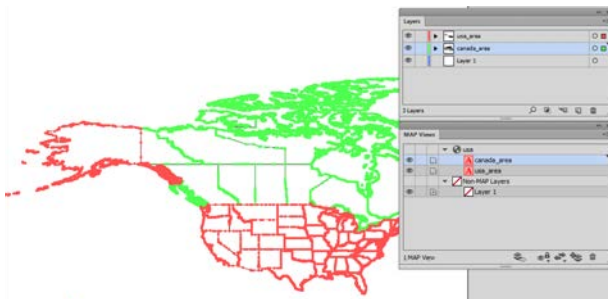 Layers
usa_area
canada_area
Layer 1
3 Layers
MAP Views
usa
canada_area
usa_area
Non-MAP Layers
Layer 1
1 MAP View